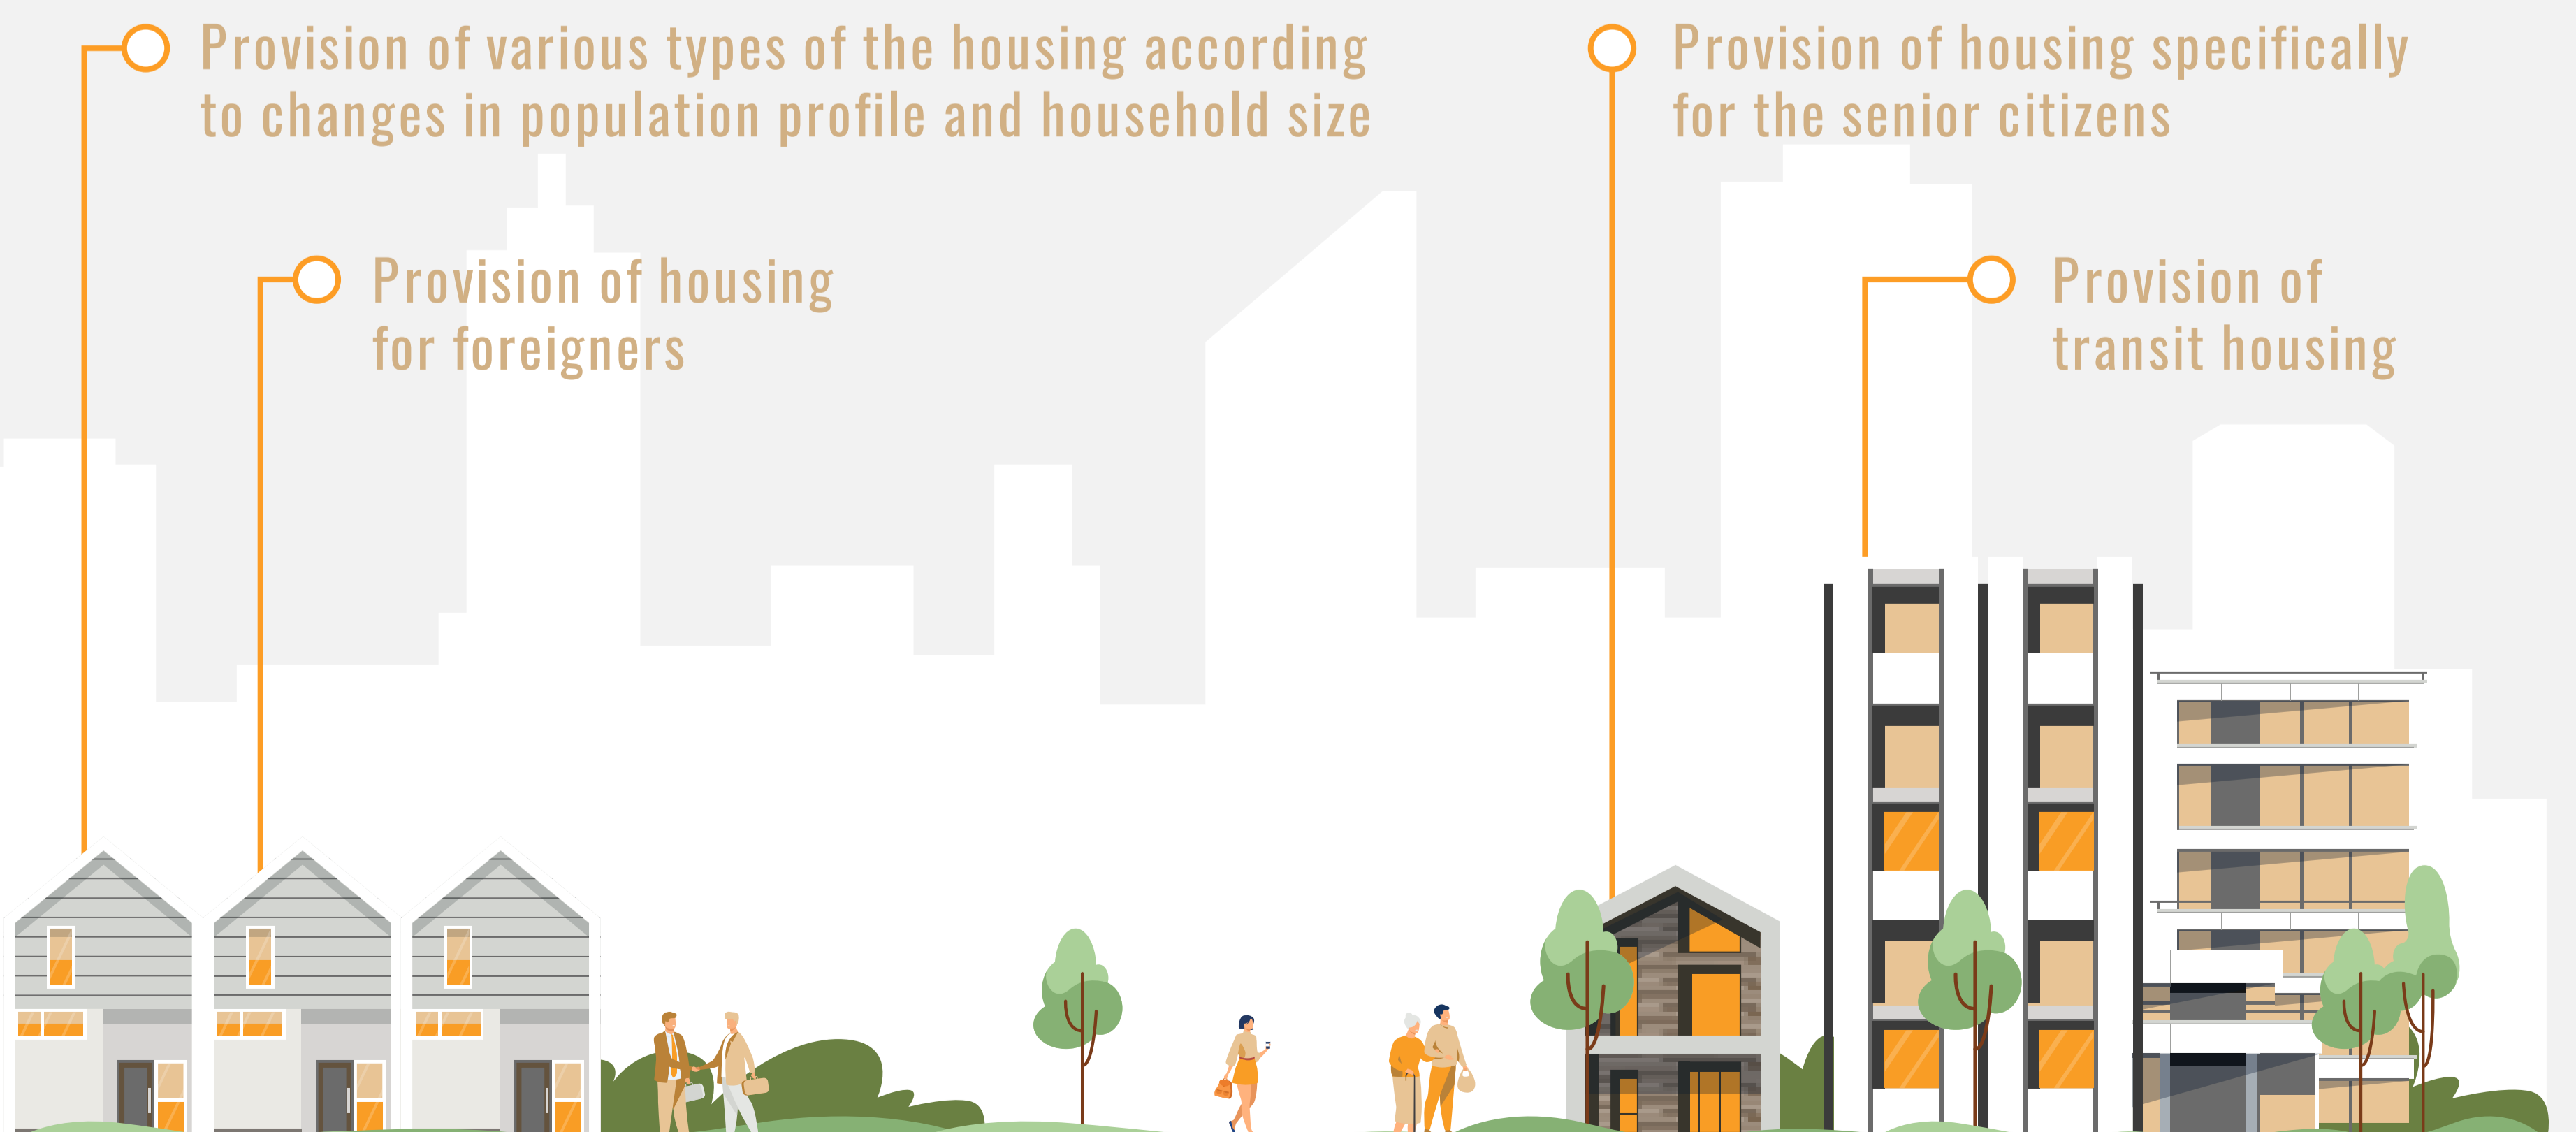 Provision of various types of the housing according
to changes in population profile and household size
Provision of housing
for foreigners
Provision of housing specifically
for the senior citizens
Provision of
transit housing